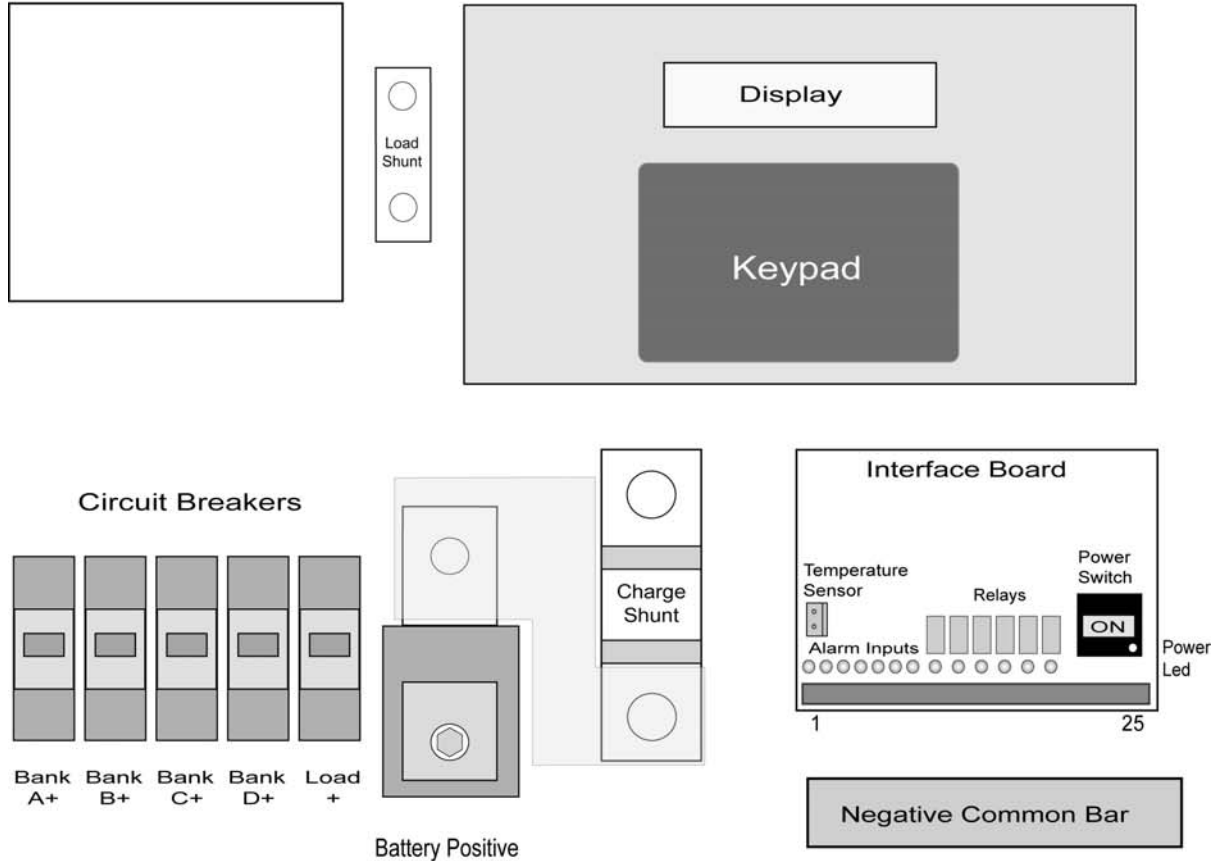 Display
Load
Shunt
Keypad
Circuit Breakers
Bank
A+
Bank
B+
Bank
C+
Bank
D+
Load
+
Battery Positive
Charge
Shunt
Interface Board
Temperature
Sensor
Relays
Power
Switch
ON
Alarm Inputs
Power
Led
1
25
Negative Common Bar